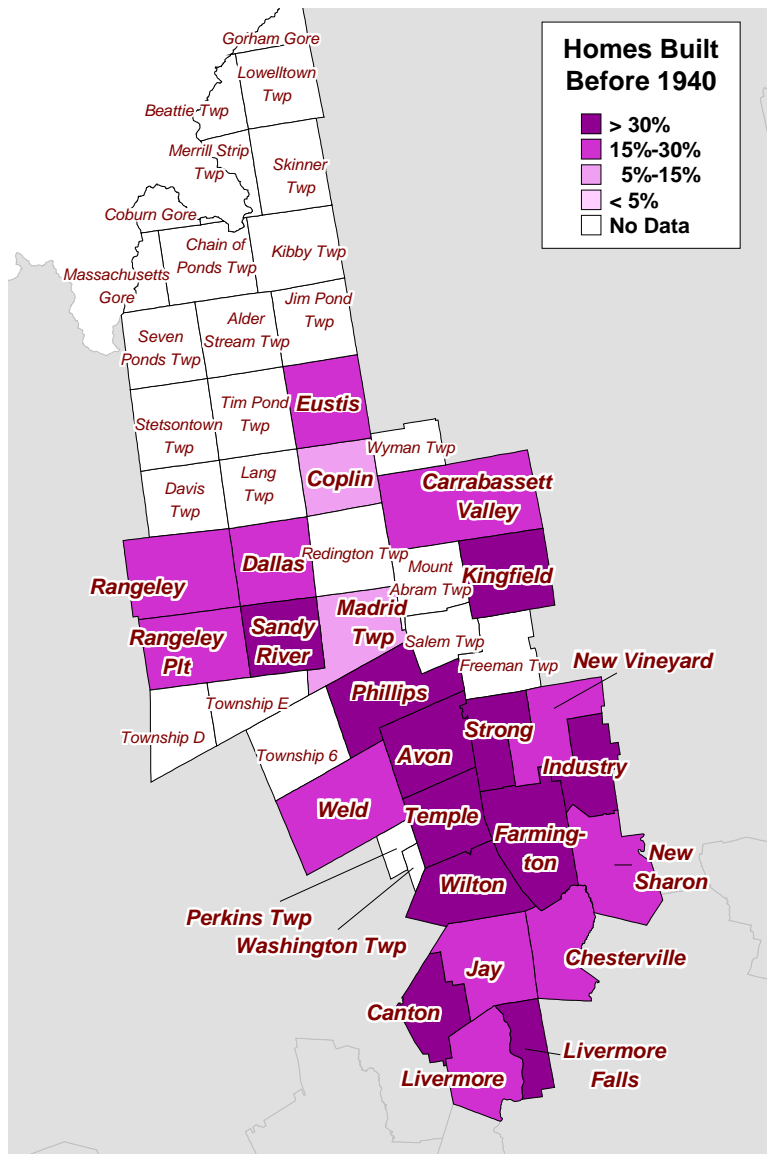 Homes Built
Before 1940
> 30%
15%-30%
5%-15%
< 5%
No Data
Gorham Gore
Lowelltown
Twp
Beattie Twp
Merrill Strip
Twp
Skinner
Twp
Coburn Gore
Chain of
Ponds Twp
Kibby Twp
Massachusetts
Gore
Jim Pond
Twp
Alder
Stream Twp
Seven
Ponds Twp
Eustis
Tim Pond
Twp
Stetsontown
Twp
Wyman Twp
Coplin
Lang
Twp
Davis
Twp
Carrabassett
Valley
Redington Twp
Dallas
Rangeley
Mount
Abram Twp
Kingfield
Madrid
Twp
Sandy
River
Rangeley
Plt
Salem Twp
Freeman Twp
New Vineyard
Phillips
Township E
Township D
Strong
Township 6
Avon
Industry
Weld
Temple
Farming-
ton
New
Sharon
Wilton
Perkins Twp
Washington Twp
Chesterville
Jay
Canton
Livermore
Falls
Livermore